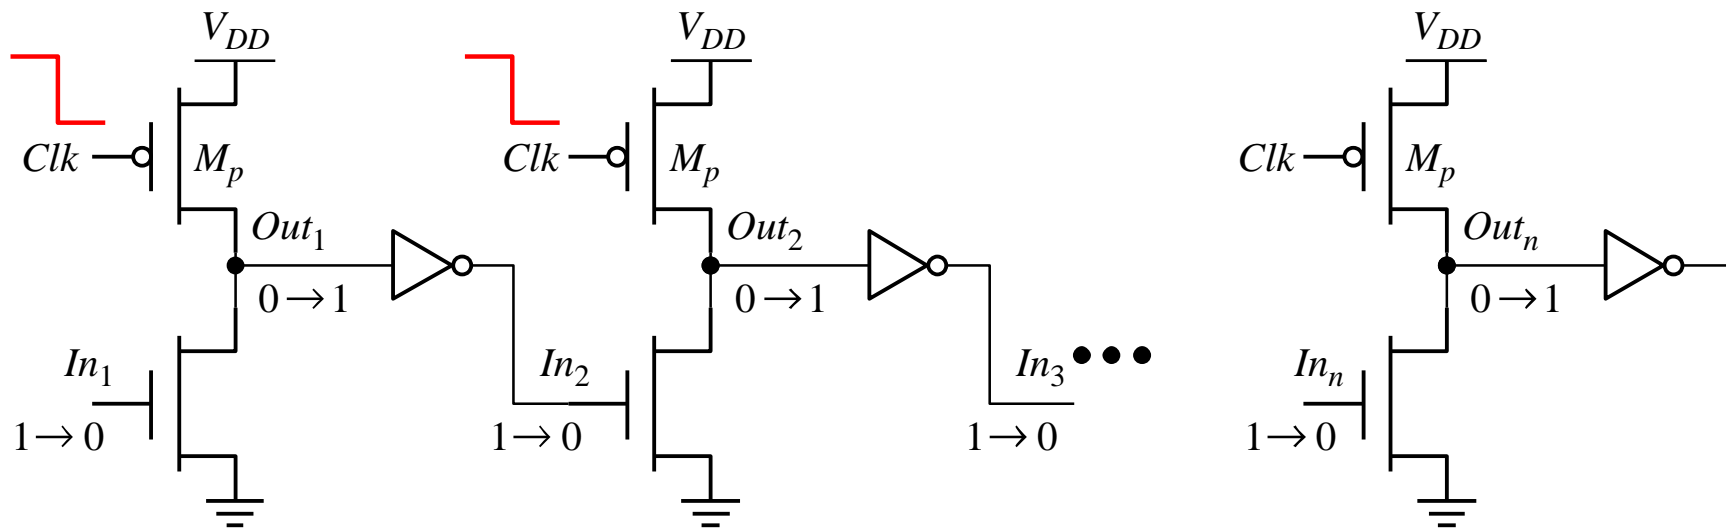 V_DD V_DD V_DD
Clk M_p Clk M_p Clk M_p
Out_1 Out_2 Out_n
0→1 0→1 0→1
In_1 In_2 In_3 ••• In_n
1→0 1→0 1→0 1→0